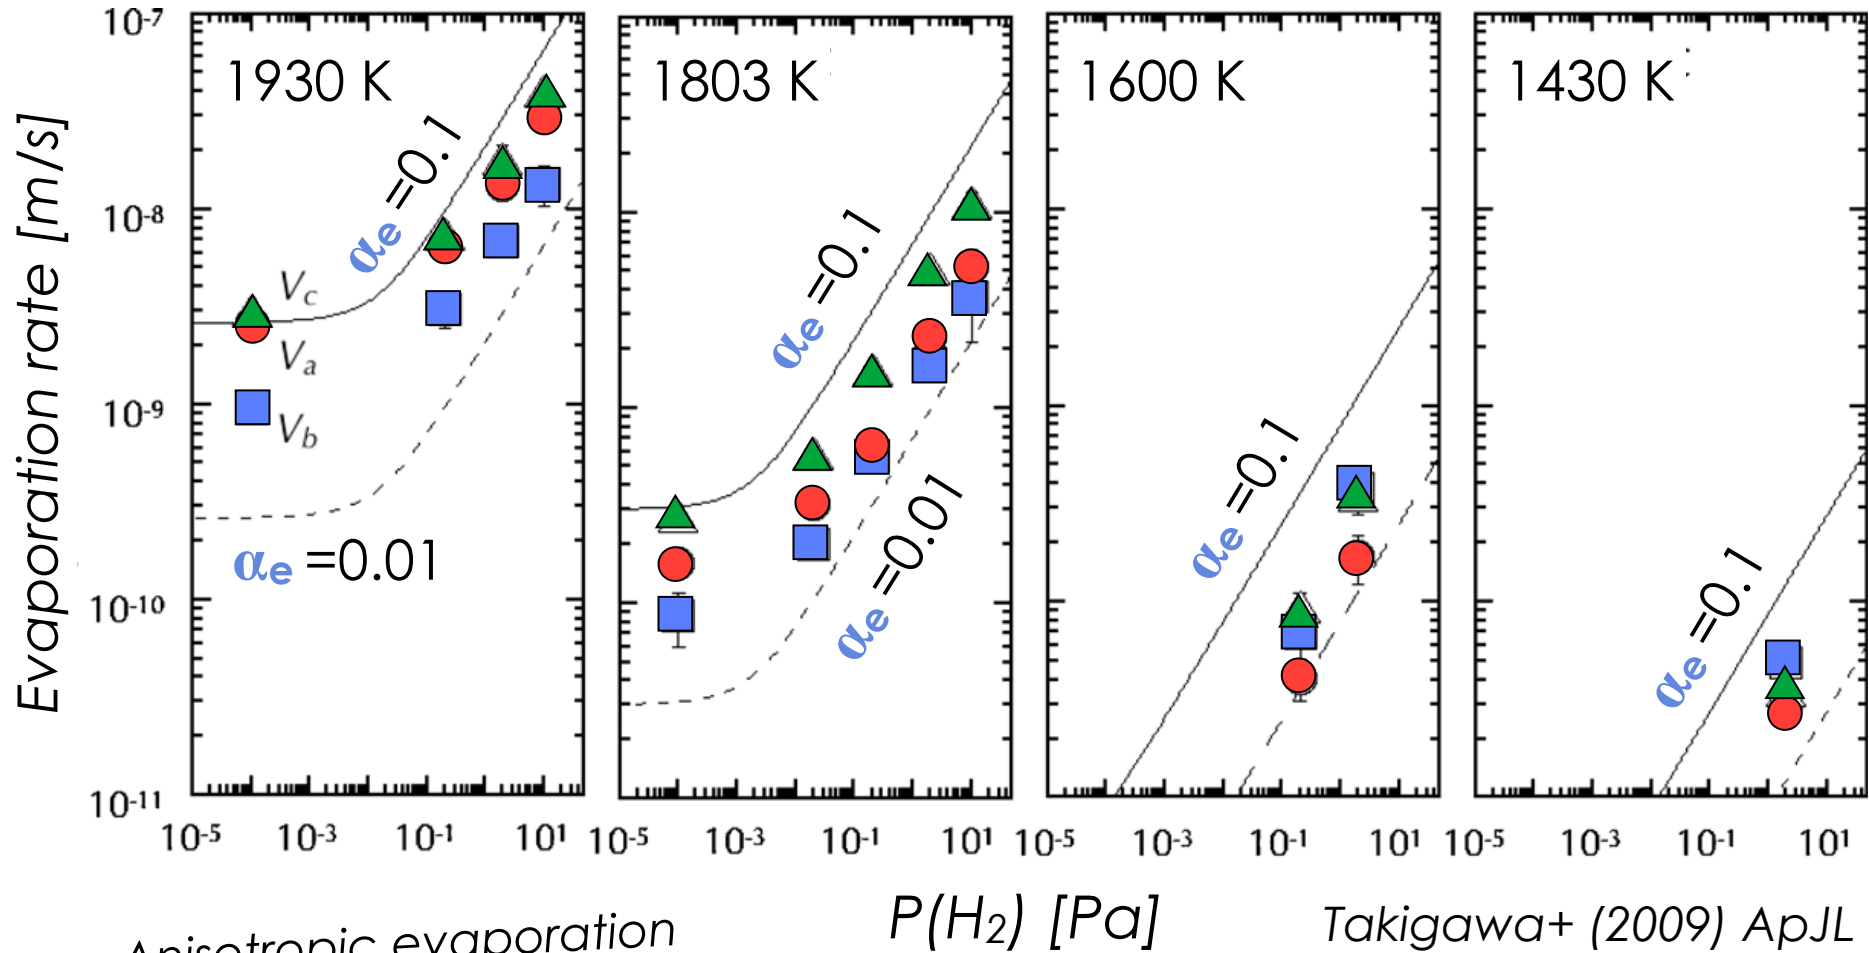 1930 K
1803 K
1600 K
1430 K
Evaporation rate [m/s]
10-7
10-8
10-9
10-10
10-11
αe =0.1
Vc
Va
Vb
αe =0.01
αe =0.1
αe =0.01
αe =0.1
αe =0.1
10-5 10-3 10-1 101
10-5 10-3 10-1 101
10-5 10-3 10-1 101
10-5 10-3 10-1 101
P(H2) [Pa]
Takigawa+ (2009) ApJL
Anisotropic evaporation